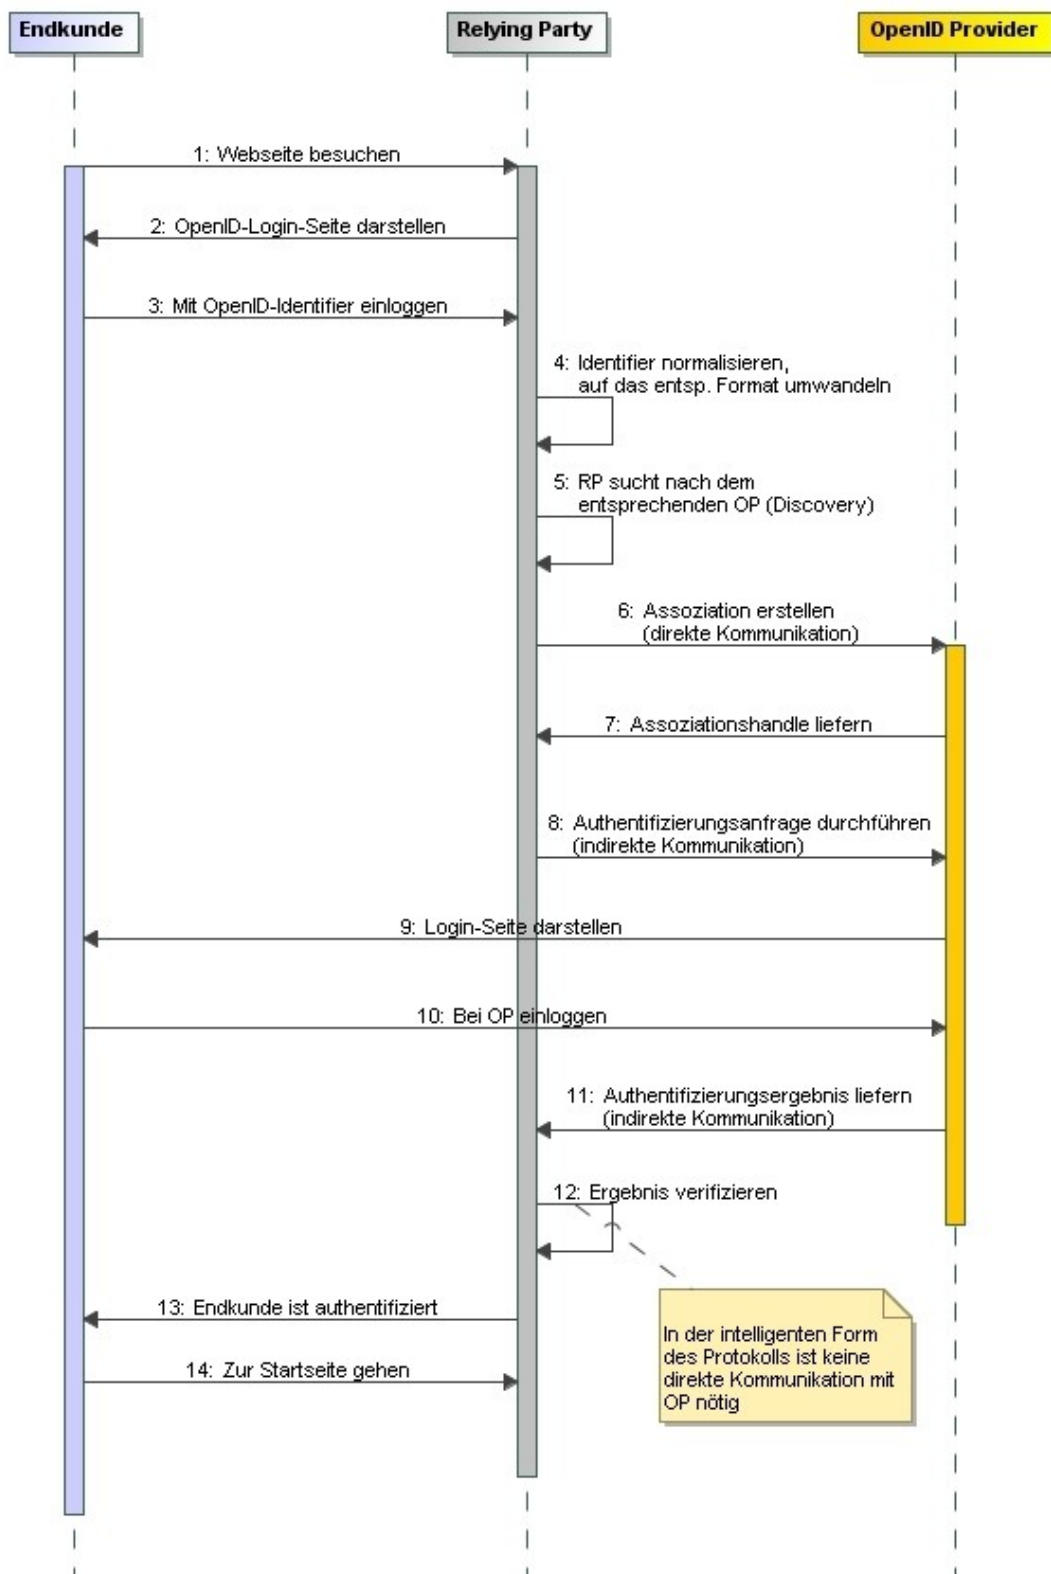 Endkunde
Relying Party
OpenID Provider
1: Webseite besuchen
2: OpenID-Login-Seite darstellen
3: Mit OpenID-Identifier einloggen
4: Identifier normalisieren,
auf das entsp. Format umwandeln
5: RP sucht nach dem
entsprechenden OP (Discovery)
6: Assoziation erstellen
(direkte Kommunikation)
7: Assoziationshandle liefern
8: Authentifizierungsanfrage durchführen
(indirekte Kommunikation)
9: Login-Seite darstellen
10: Bei OP einloggen
11: Authentifizierungsergebnis liefern
(indirekte Kommunikation)
12: Ergebnis verifizieren
13: Endkunde ist authentifiziert
In der intelligenten Form
des Protokolls ist keine
direkte Kommunikation mit
OP nötig
14: Zur Startseite gehen